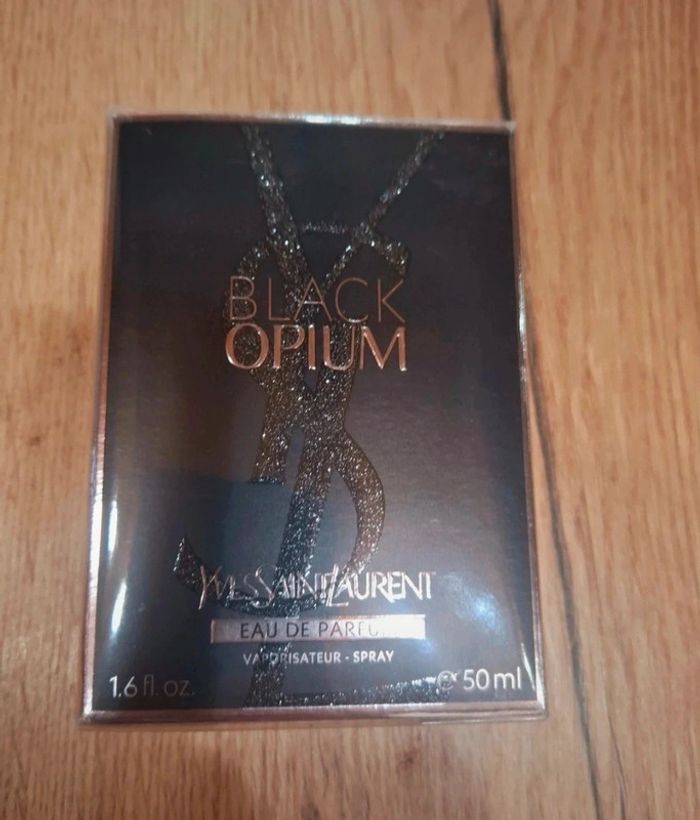 BLACK
OPIUM
YVES SAINT LAURENT
EAU DE PARFUM
VAPORISATEUR - SPRAY
1.6 fl. oz. ℮ 50 ml